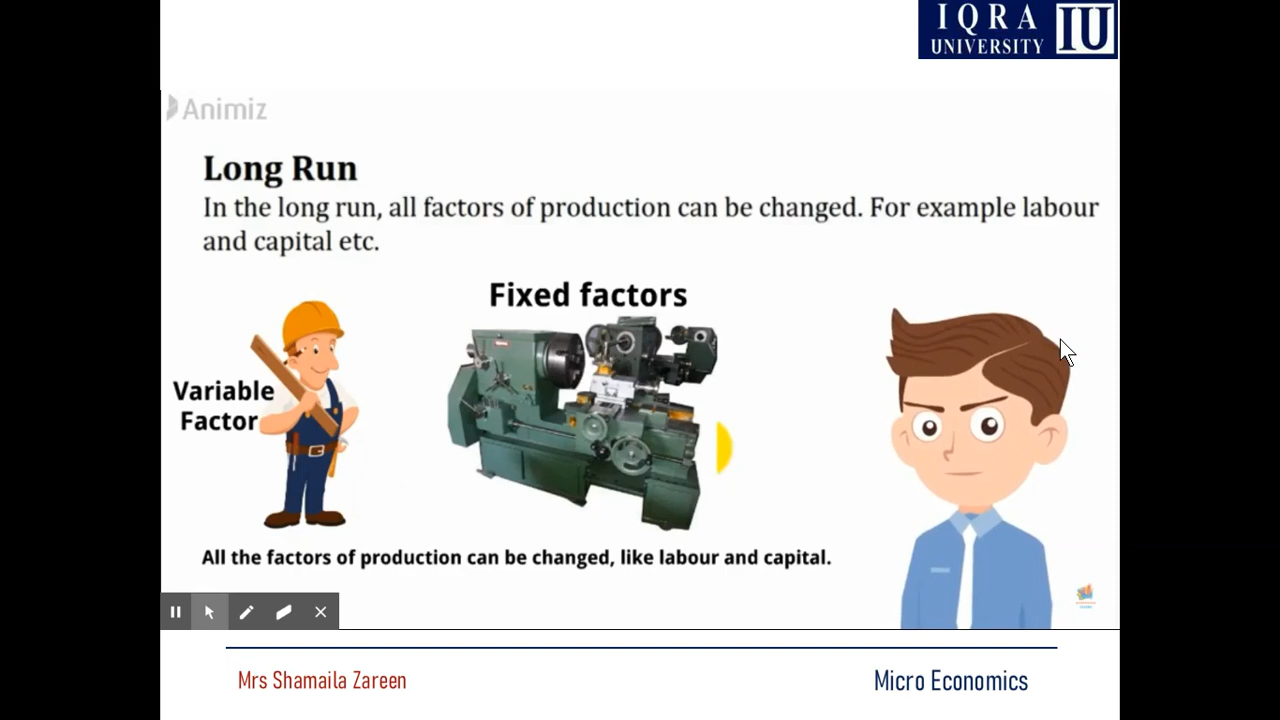 IQRA
UNIVERSITY IU
Animiz
Long Run
In the long run, all factors of production can be changed. For example labour
and capital etc.
Fixed factors
Variable
Factor
All the factors of production can be changed, like labour and capital.
Mrs Shamaila Zareen
Micro Economics